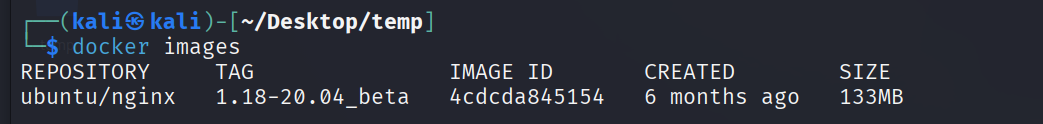 ┌──(kali㉿kali)-[~/Desktop/temp]
└─$ docker images
REPOSITORY     TAG               IMAGE ID       CREATED        SIZE
ubuntu/nginx   1.18-20.04_beta   4cdcda845154   6 months ago   133MB